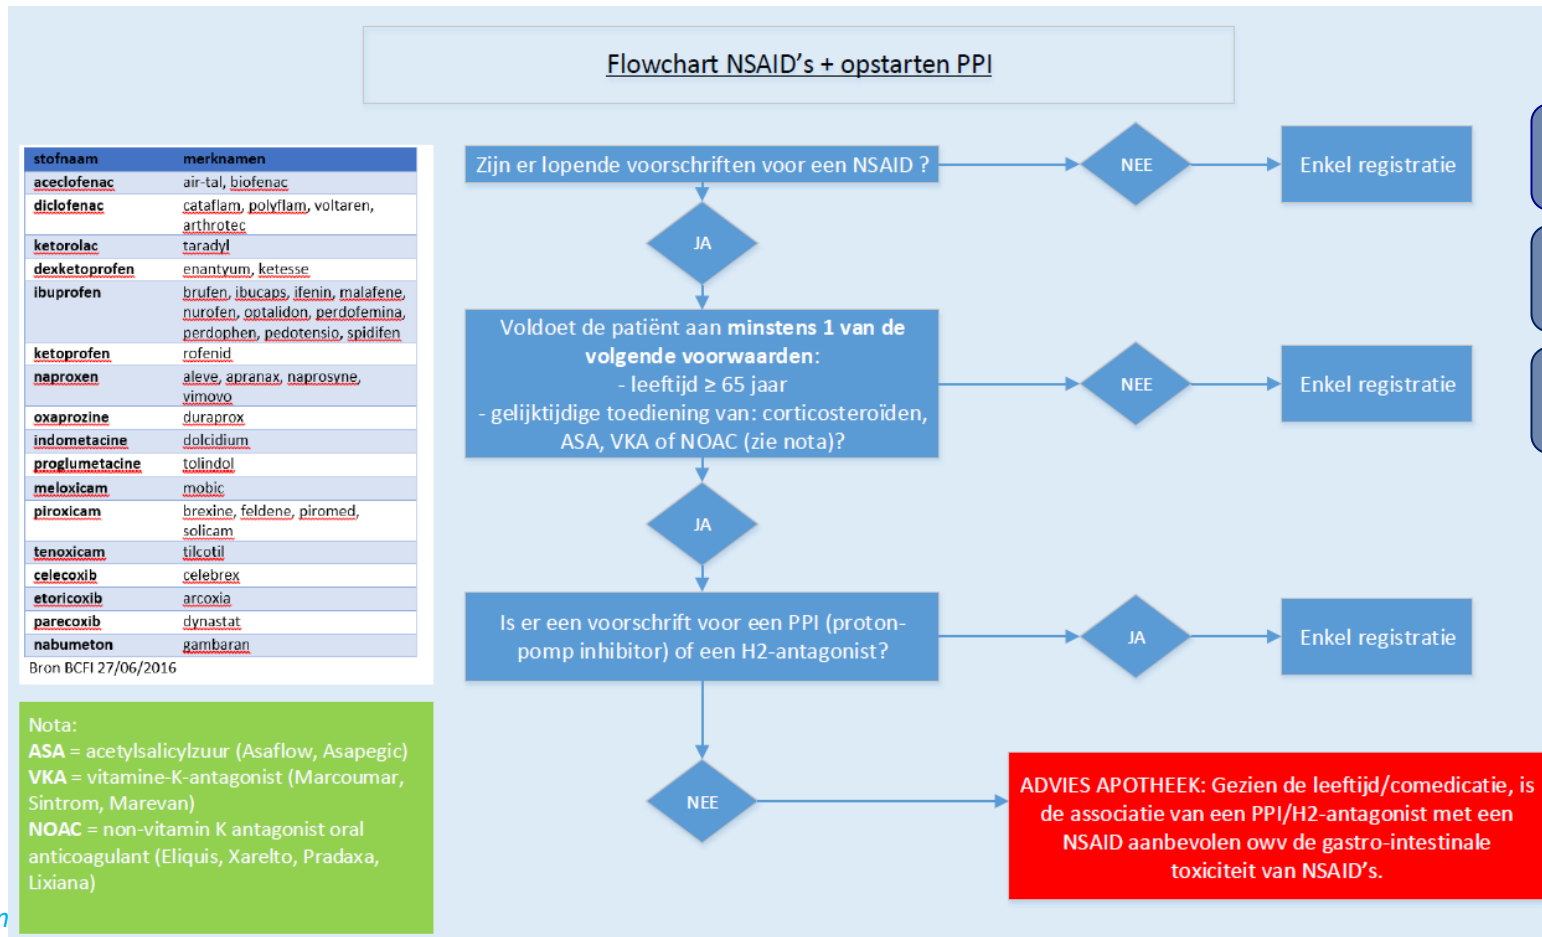 Flowchart NSAID's + opstarten PPI
stofnaam merknamen
aceclofenac air-tal, biofenac
diclofenac cataflam, polyflam, voltaren,
arthrotec
ketorolac taradyl
dexketoprofen enantyum, ketesse
ibuprofen brufen, ibucaps, ifenin, malafene,
nurofen, optalidon, perdofemina,
perdophen, pedotensio, spidifen
ketoprofen rofenid
naproxen aleve, apranax, naprosyne,
vimovo
oxaprozine duraprox
indometacine dolcidium
proglumetacine tolindol
meloxicam mobic
piroxicam brexine, feldene, piromed,
solicam
tenoxicam tilcotil
celecoxib celebrex
etoricoxib arcoxia
parecoxib dynastat
nabumeton gambaran
Bron BCFI 27/06/2016
Nota:
ASA = acetylsalicylzuur (Asaflow, Asapegic)
VKA = vitamine-K-antagonist (Marcoumar,
Sintrom, Marevan)
NOAC = non-vitamin K antagonist oral
anticoagulant (Eliquis, Xarelto, Pradaxa,
Lixiana)
Zijn er lopende voorschriften voor een NSAID ?
NEE
Enkel registratie
JA
Voldoet de patiënt aan minstens 1 van de
volgende voorwaarden:
- leeftijd ≥ 65 jaar
- gelijktijdige toediening van: corticosteroïden,
ASA, VKA of NOAC (zie nota)?
NEE
Enkel registratie
JA
Is er een voorschrift voor een PPI (proton-
pomp inhibitor) of een H2-antagonist?
JA
Enkel registratie
NEE
ADVIES APOTHEEK: Gezien de leeftijd/comedicatie, is
de associatie van een PPI/H2-antagonist met een
NSAID aanbevolen owv de gastro-intestinale
toxiciteit van NSAID's.